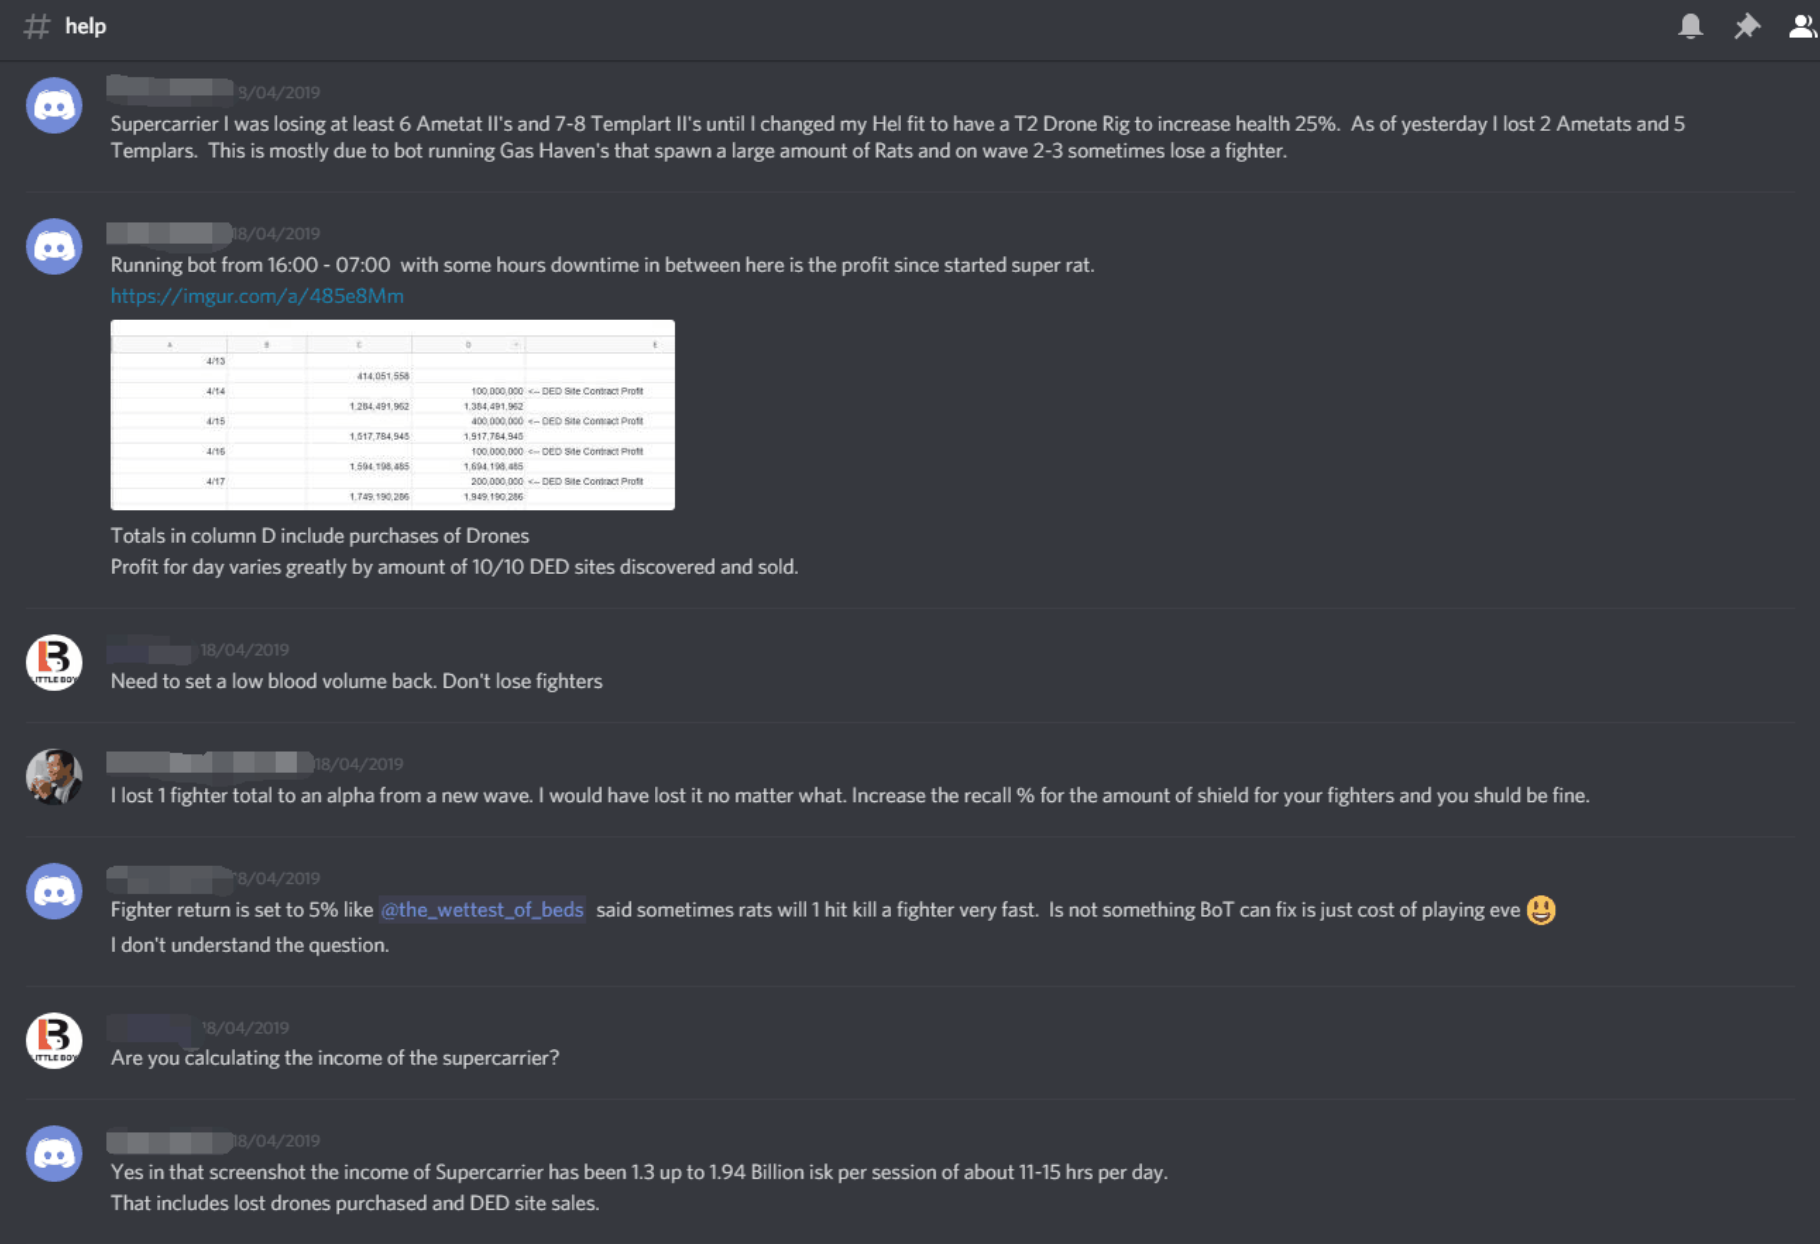 # help
3/04/2019
Supercarrier I was losing at least 6 Ametat II's and 7-8 Templart II's until I changed my Hel fit to have a T2 Drone Rig to increase health 25%. As of yesterday I lost 2 Ametats and 5
Templars. This is mostly due to bot running Gas Haven's that spawn a large amount of Rats and on wave 2-3 sometimes lose a fighter.
18/04/2019
Running bot from 16:00 - 07:00 with some hours downtime in between here is the profit since started super rat.
https://imgur.com/a/485e8Mm
A B C D E
4/13
414,051,558
4/14 100,000,000 <-- DED Site Contract Profit
1,284,491,962 1,384,491,962
4/15 400,000,000 <-- DED Site Contract Profit
1,517,784,945 1,917,784,945
4/16 100,000,000 <-- DED Site Contract Profit
1,594,198,485 1,694,198,485
4/17 200,000,000 <-- DED Site Contract Profit
1,749,190,286 1,949,190,286
Totals in column D include purchases of Drones
Profit for day varies greatly by amount of 10/10 DED sites discovered and sold.
LITTLE BOY
18/04/2019
Need to set a low blood volume back. Don't lose fighters
18/04/2019
I lost 1 fighter total to an alpha from a new wave. I would have lost it no matter what. Increase the recall % for the amount of shield for your fighters and you shuld be fine.
8/04/2019
Fighter return is set to 5% like @the_wettest_of_beds said sometimes rats will 1 hit kill a fighter very fast. Is not something BoT can fix is just cost of playing eve
I don't understand the question.
LITTLE BOY
18/04/2019
Are you calculating the income of the supercarrier?
18/04/2019
Yes in that screenshot the income of Supercarrier has been 1.3 up to 1.94 Billion isk per session of about 11-15 hrs per day.
That includes lost drones purchased and DED site sales.